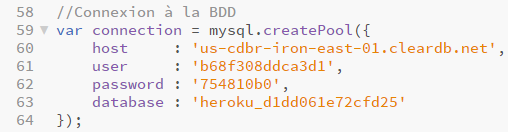 58 //Connexion à la BDD
59 var connection = mysql.createPool({
60     host     : 'us-cdbr-iron-east-01.cleardb.net',
61     user     : 'b68f308ddca3d1',
62     password : '754810b0',
63     database : 'heroku_d1dd061e72cfd25'
64 });